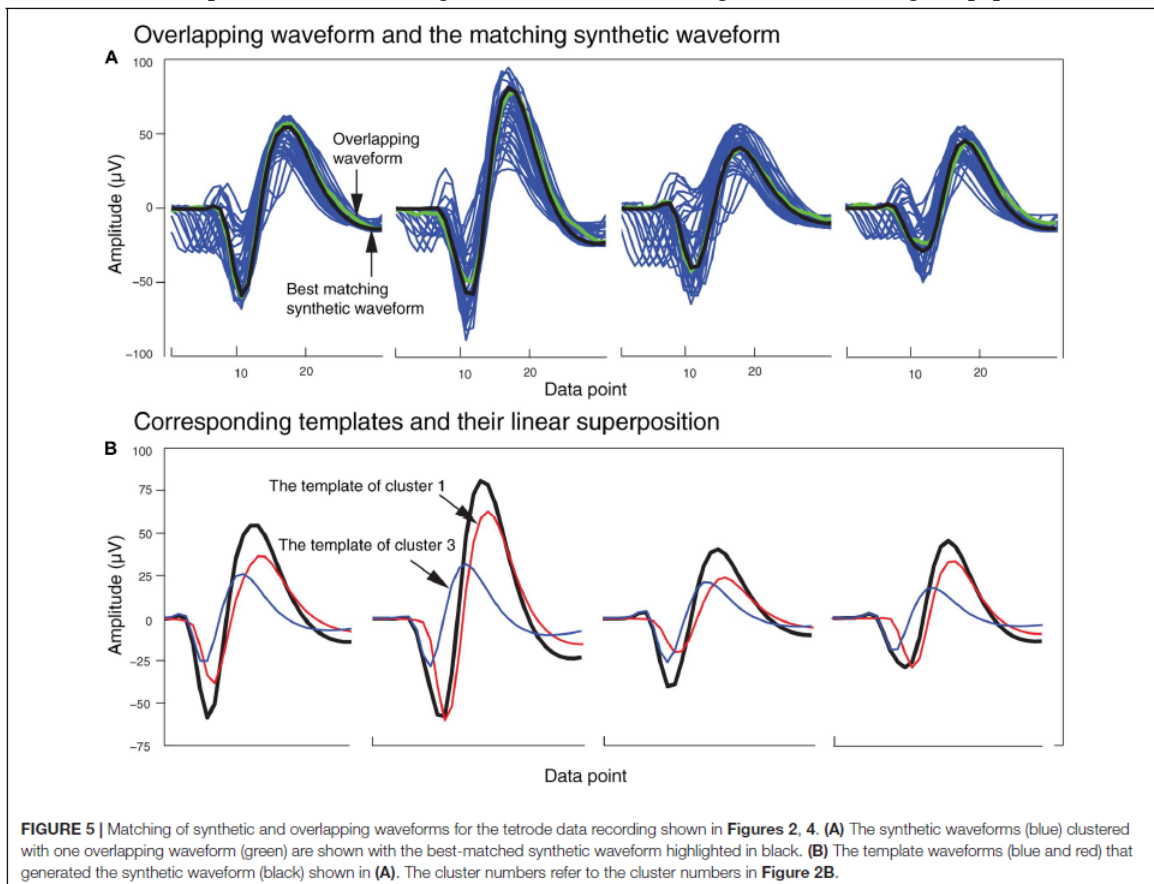 Overlapping waveform and the matching synthetic waveform
A
100
50
0
−50
−100
Amplitude (µV)
Overlapping
waveform
Best matching
synthetic waveform
10 20 10 20 10 20 10 20
Data point
Corresponding templates and their linear superposition
B
100
75
50
25
0
−25
−50
−75
Amplitude (µV)
The template of cluster 1
The template of cluster 3
Data point
FIGURE 5 | Matching of synthetic and overlapping waveforms for the tetrode data recording shown in Figures 2, 4. (A) The synthetic waveforms (blue) clustered
with one overlapping waveform (green) are shown with the best-matched synthetic waveform highlighted in black. (B) The template waveforms (blue and red) that
generated the synthetic waveform (black) shown in (A). The cluster numbers refer to the cluster numbers in Figure 2B.